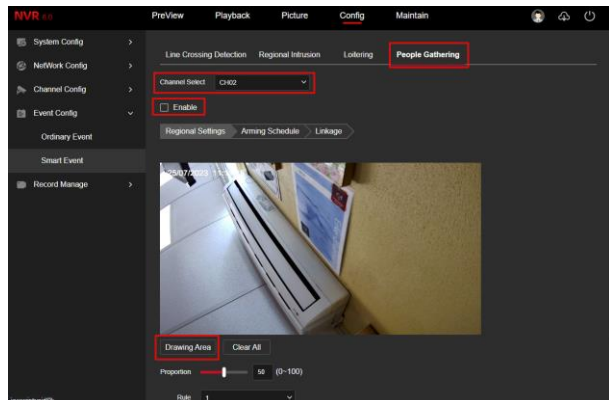 NVR 4.0
PreView Playback Picture Config Maintain
System Config
NetWork Config
Channel Config
Event Config
Ordinary Event
Smart Event
Record Manage
Line Crossing Detection Regional Intrusion Loitering People Gathering
Channel Select CH02
Enable
Regional Settings Arming Schedule Linkage
25/07/2023
Drawing Area Clear All
Proportion 50 (0~100)
Rule 1